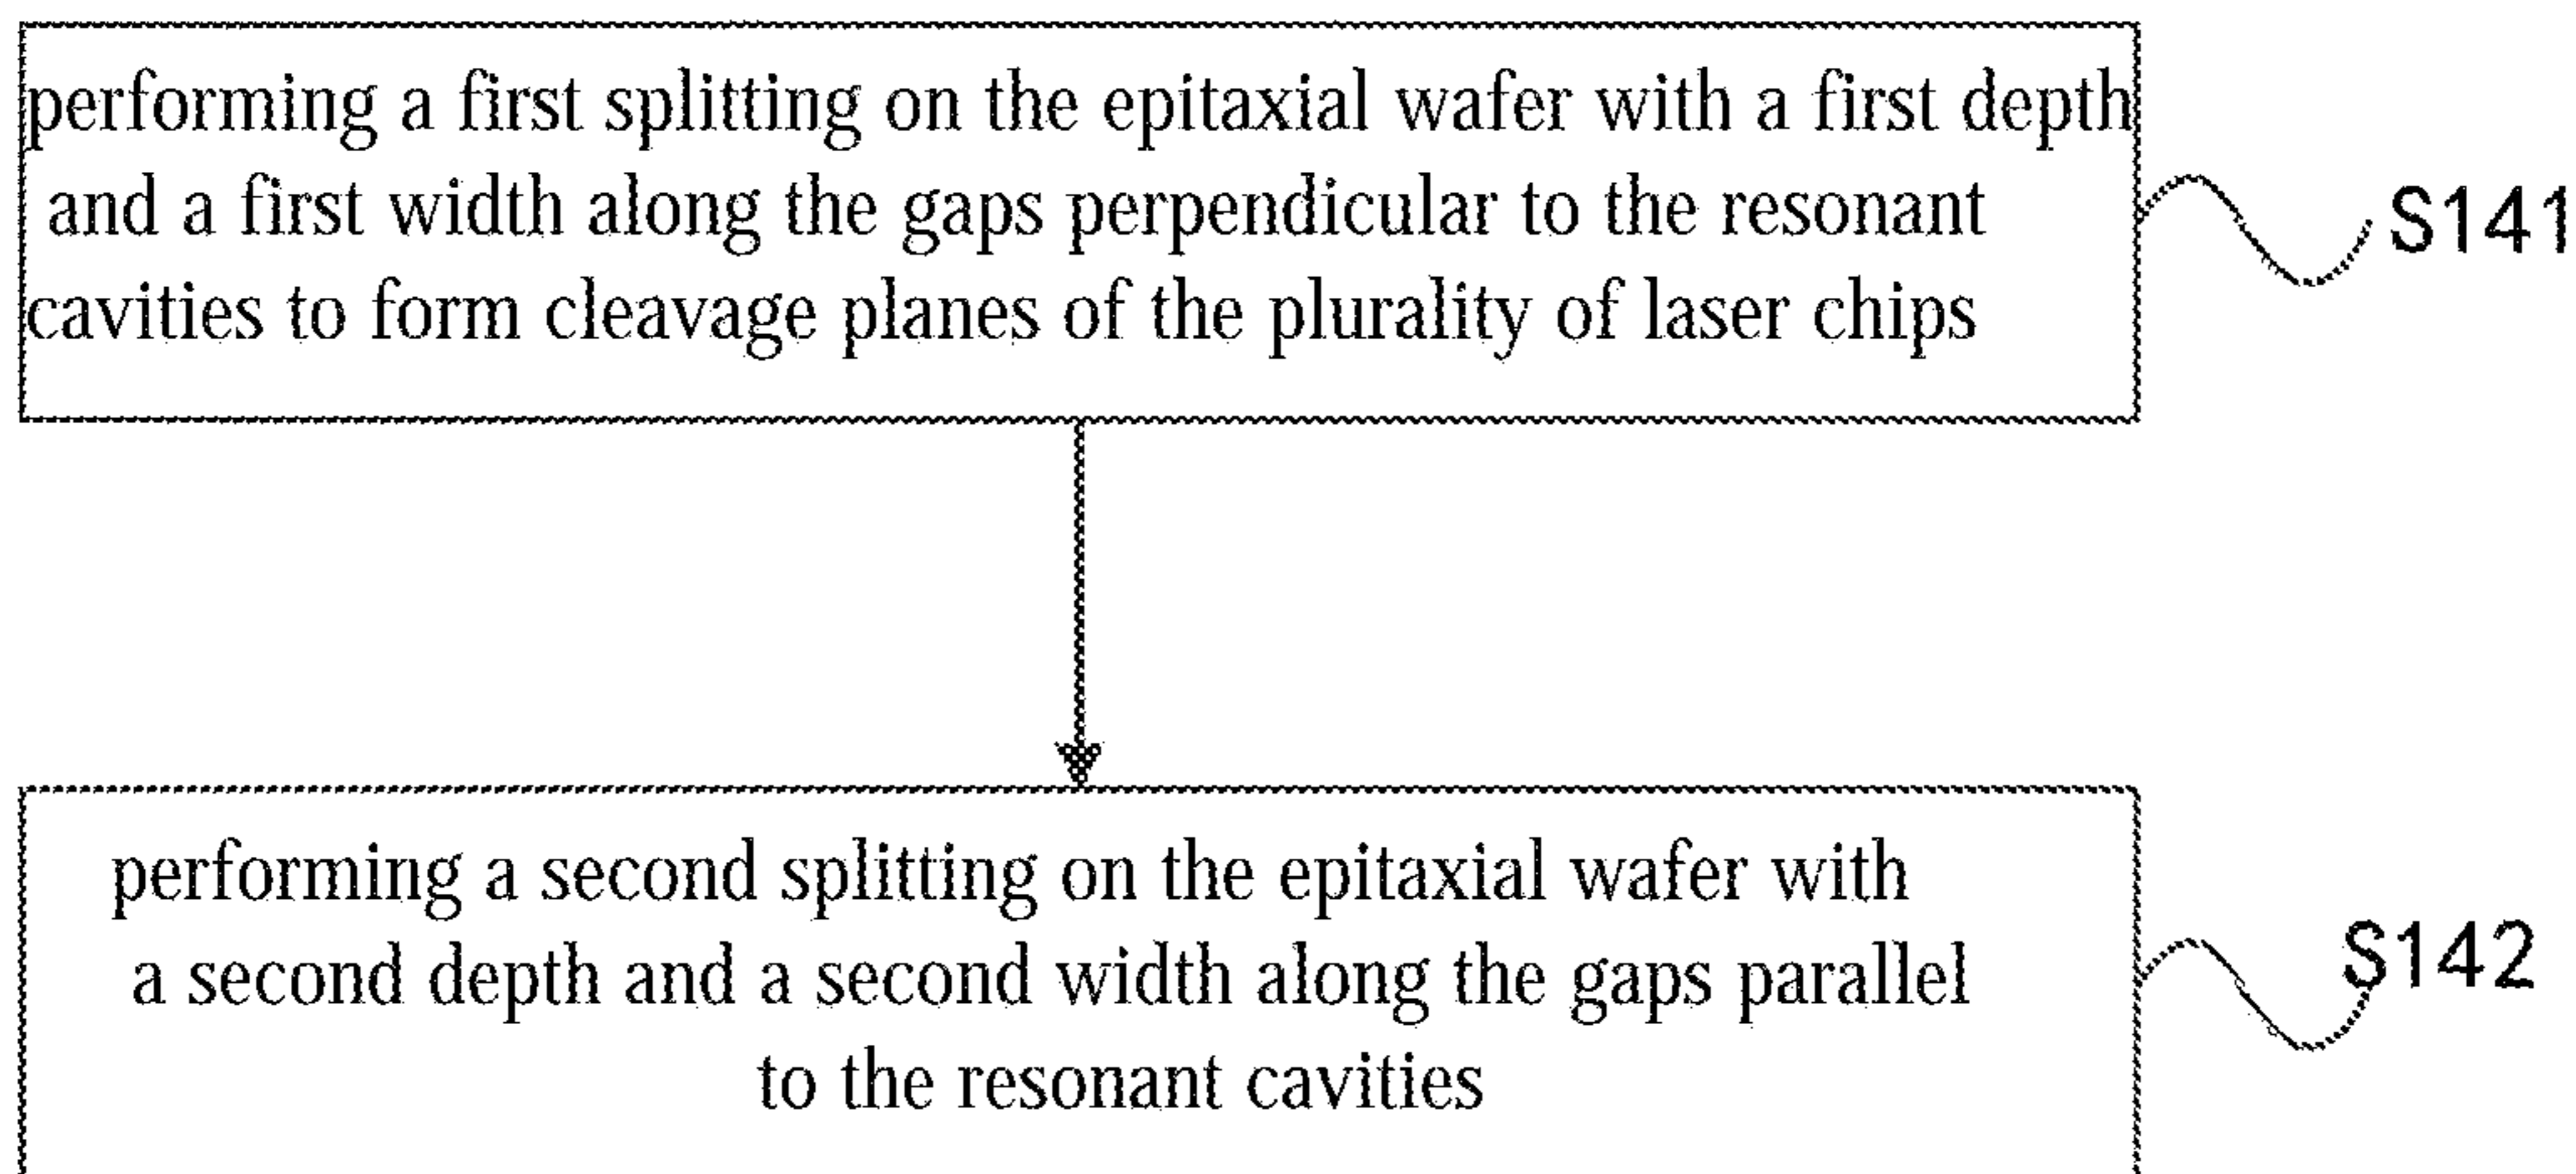 performing a first splitting on the epitaxial wafer with a first depth
and a first width along the gaps perpendicular to the resonant
cavities to form cleavage planes of the plurality of laser chips
S141
performing a second splitting on the epitaxial wafer with
a second depth and a second width along the gaps parallel
to the resonant cavities
S142